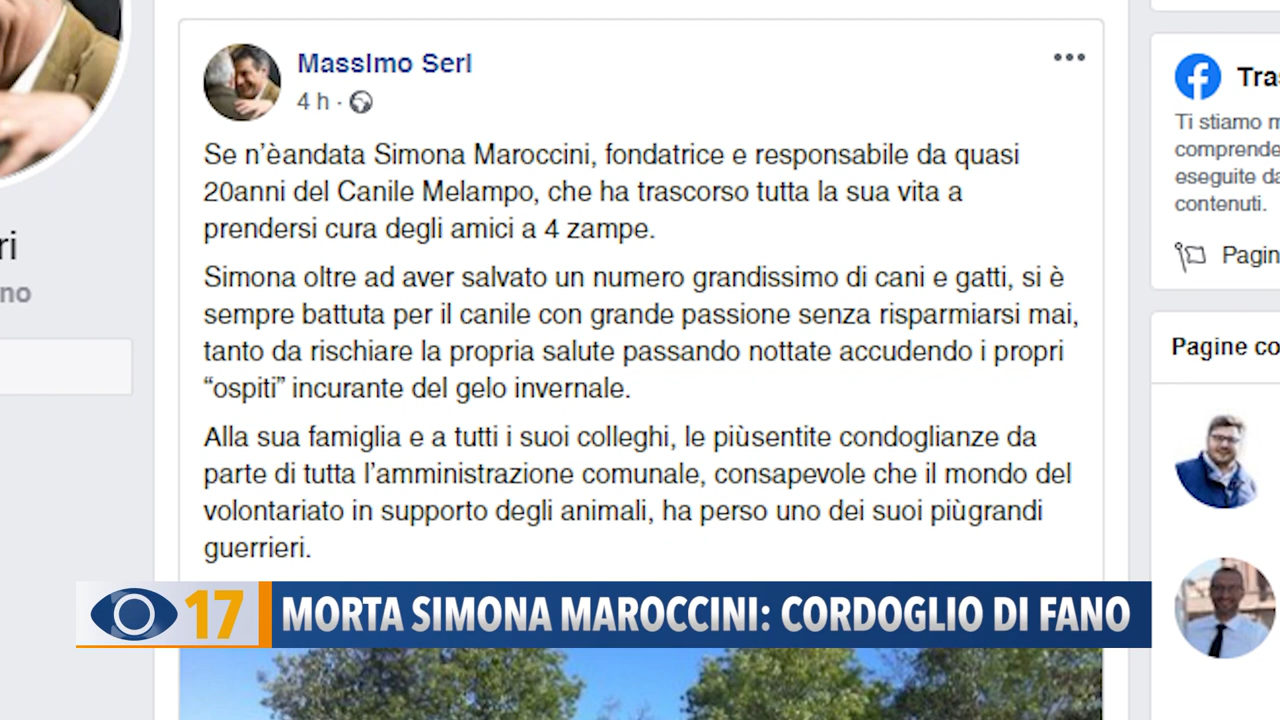 Massimo Seri
4 h ·
Se n'èandata Simona Maroccini, fondatrice e responsabile da quasi
20anni del Canile Melampo, che ha trascorso tutta la sua vita a
prendersi cura degli amici a 4 zampe.
Simona oltre ad aver salvato un numero grandissimo di cani e gatti, si è
sempre battuta per il canile con grande passione senza risparmiarsi mai,
tanto da rischiare la propria salute passando nottate accudendo i propri
“ospiti” incurante del gelo invernale.
Alla sua famiglia e a tutti i suoi colleghi, le piùsentite condoglianze da
parte di tutta l'amministrazione comunale, consapevole che il mondo del
volontariato in supporto degli animali, ha perso uno dei suoi piùgrandi
guerrieri.
17 MORTA SIMONA MAROCCINI: CORDOGLIO DI FANO
ri
no
Tra
Ti stiamo m
comprende
eseguite da
contenuti.
Pagin
Pagine co